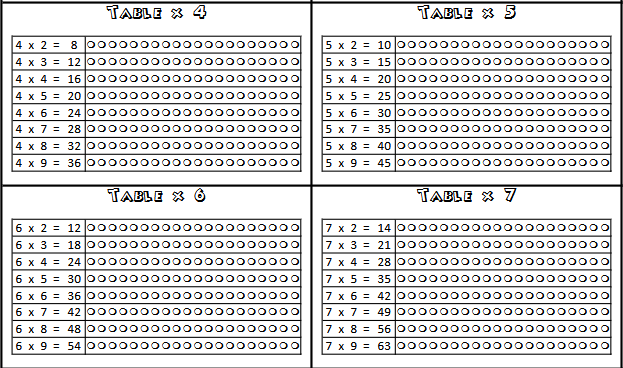 TABLE x 4
4 x 2 = 8
4 x 3 = 12
4 x 4 = 16
4 x 5 = 20
4 x 6 = 24
4 x 7 = 28
4 x 8 = 32
4 x 9 = 36
TABLE x 5
5 x 2 = 10
5 x 3 = 15
5 x 4 = 20
5 x 5 = 25
5 x 6 = 30
5 x 7 = 35
5 x 8 = 40
5 x 9 = 45
TABLE x 6
6 x 2 = 12
6 x 3 = 18
6 x 4 = 24
6 x 5 = 30
6 x 6 = 36
6 x 7 = 42
6 x 8 = 48
6 x 9 = 54
TABLE x 7
7 x 2 = 14
7 x 3 = 21
7 x 4 = 28
7 x 5 = 35
7 x 6 = 42
7 x 7 = 49
7 x 8 = 56
7 x 9 = 63